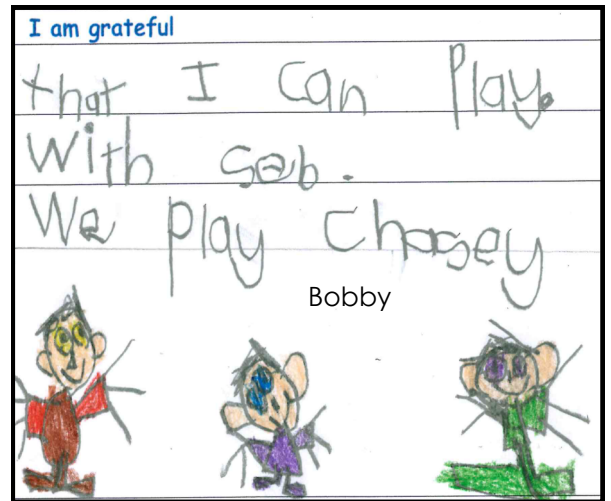 I am grateful
that I can Play.
With Seb.
We Play Chasey
Bobby